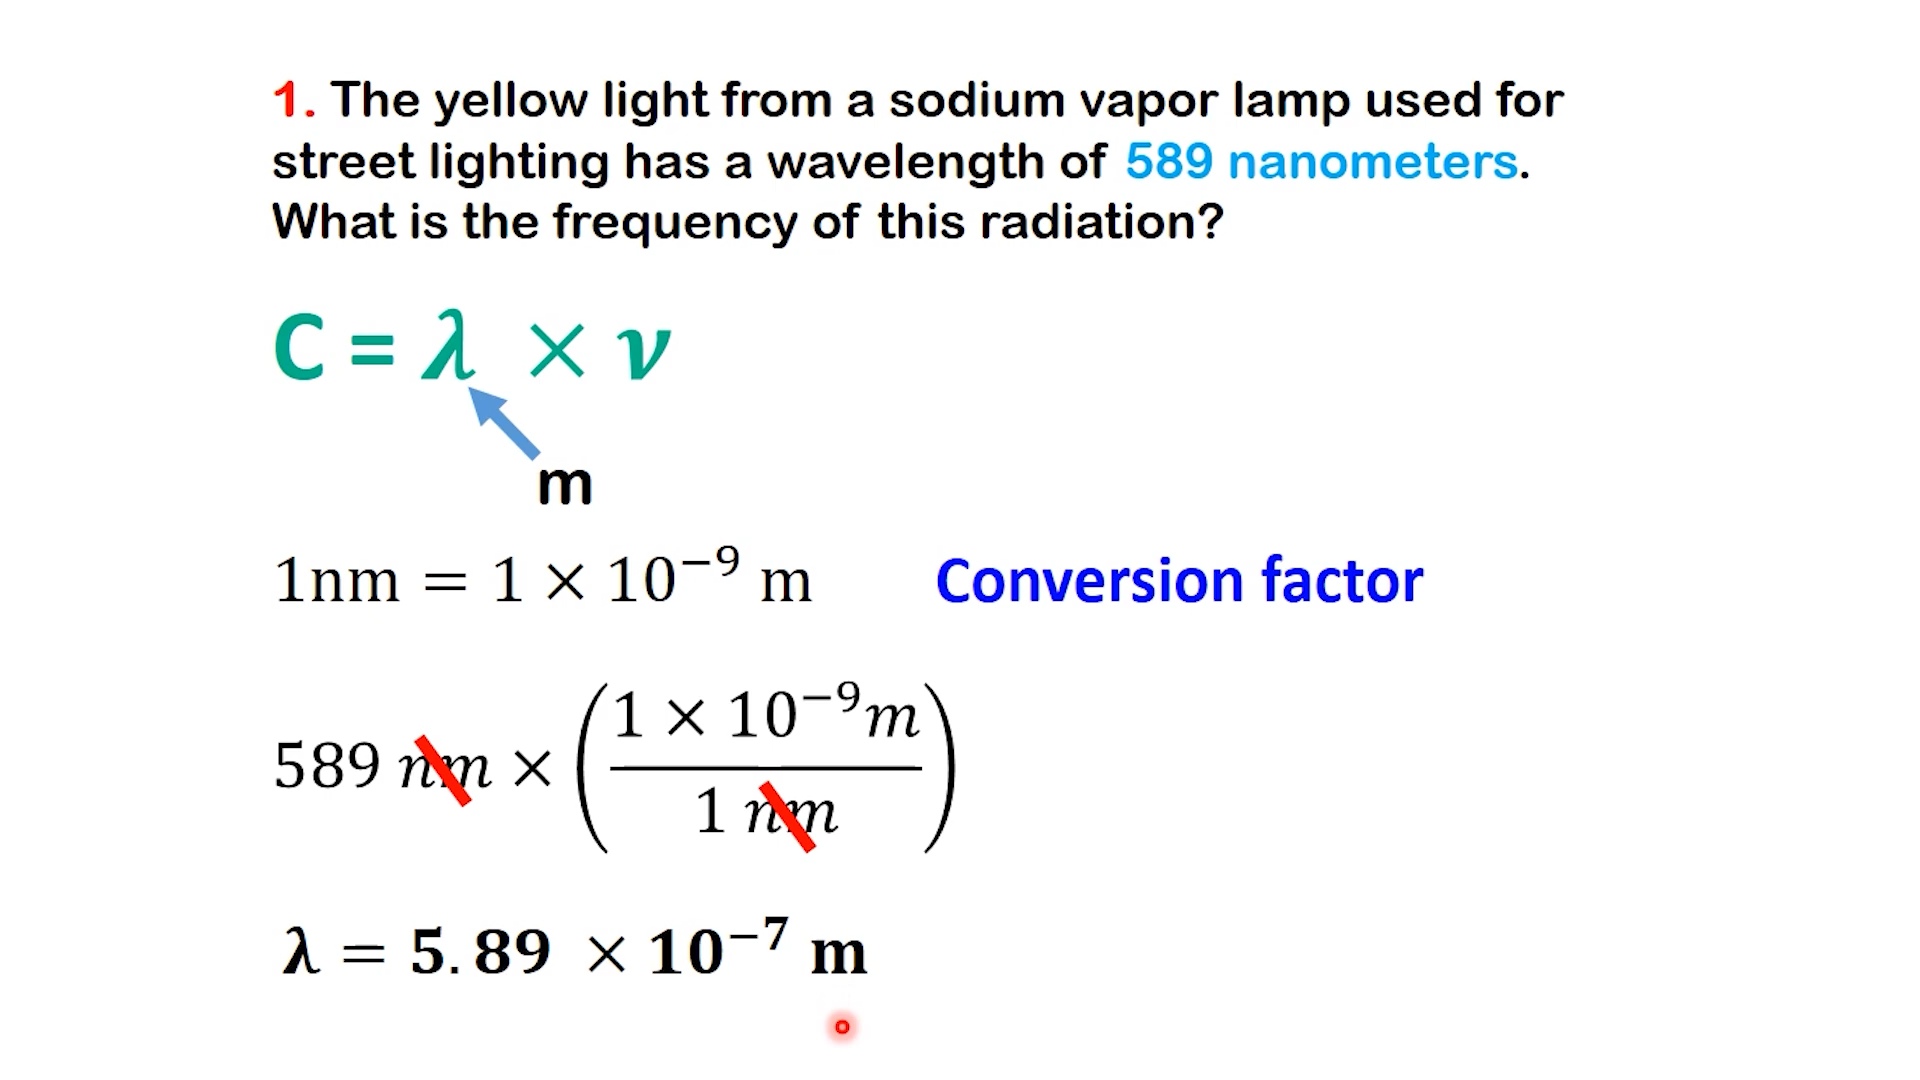 1. The yellow light from a sodium vapor lamp used for
street lighting has a wavelength of 589 nanometers.
What is the frequency of this radiation?
C = λ × ν
m
1nm = 1 × 10⁻⁹ m Conversion factor
589 nm × (1 × 10⁻⁹m / 1 nm)
λ = 5.89 × 10⁻⁷ m